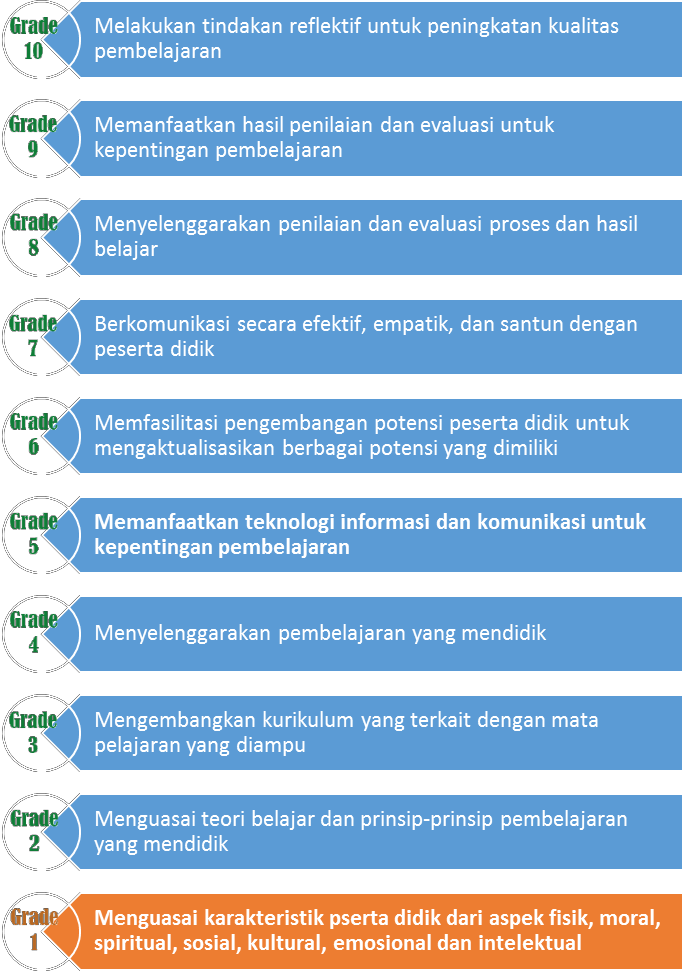 Grade
10
Melakukan tindakan reflektif untuk peningkatan kualitas
pembelajaran
Grade
9
Memanfaatkan hasil penilaian dan evaluasi untuk
kepentingan pembelajaran
Grade
8
Menyelenggarakan penilaian dan evaluasi proses dan hasil
belajar
Grade
7
Berkomunikasi secara efektif, empatik, dan santun dengan
peserta didik
Grade
6
Memfasilitasi pengembangan potensi peserta didik untuk
mengaktualisasikan berbagai potensi yang dimiliki
Grade
5
Memanfaatkan teknologi informasi dan komunikasi untuk
kepentingan pembelajaran
Grade
4
Menyelenggarakan pembelajaran yang mendidik
Grade
3
Mengembangkan kurikulum yang terkait dengan mata
pelajaran yang diampu
Grade
2
Menguasai teori belajar dan prinsip-prinsip pembelajaran
yang mendidik
Grade
1
Menguasai karakteristik pserta didik dari aspek fisik, moral,
spiritual, sosial, kultural, emosional dan intelektual